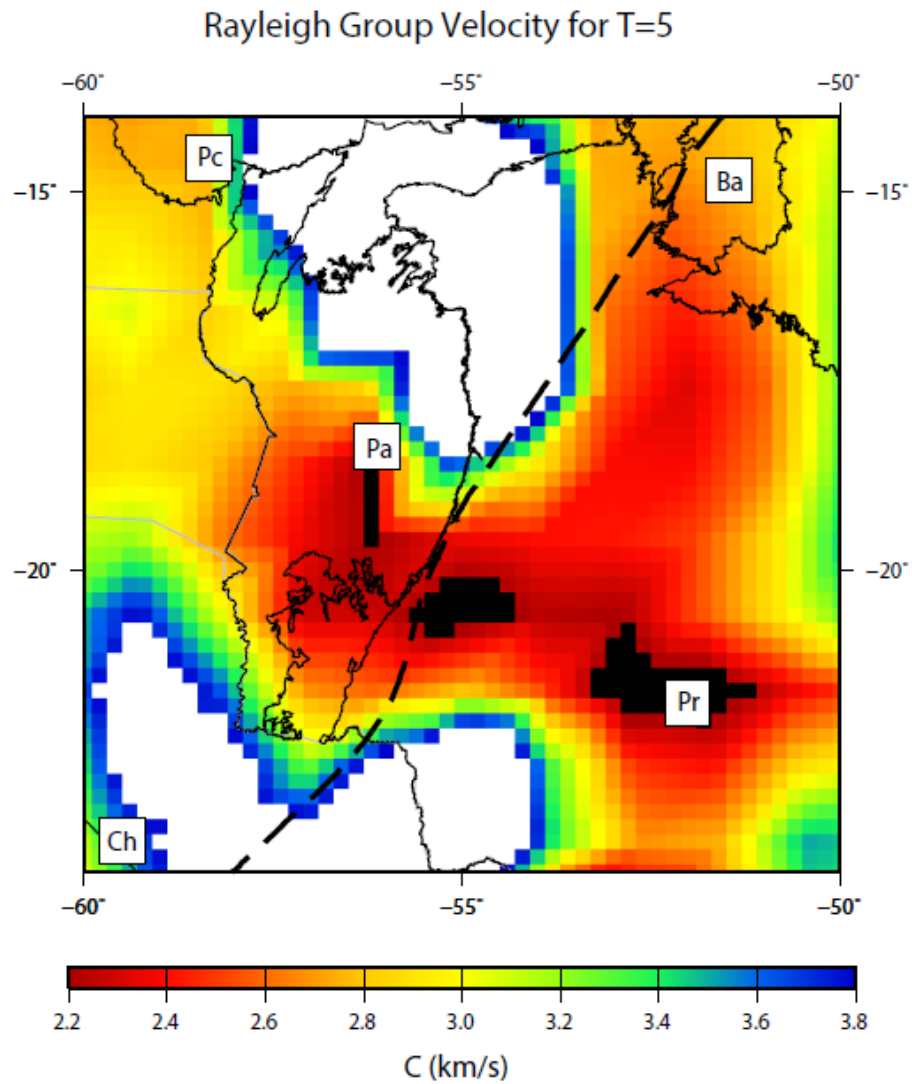 Rayleigh Group Velocity for T=5
−60° −55° −50°
Pc
Ba
−15° −15°
Pa
−20° −20°
Pr
Ch
−60° −55° −50°
2.2 2.4 2.6 2.8 3.0 3.2 3.4 3.6 3.8
C (km/s)